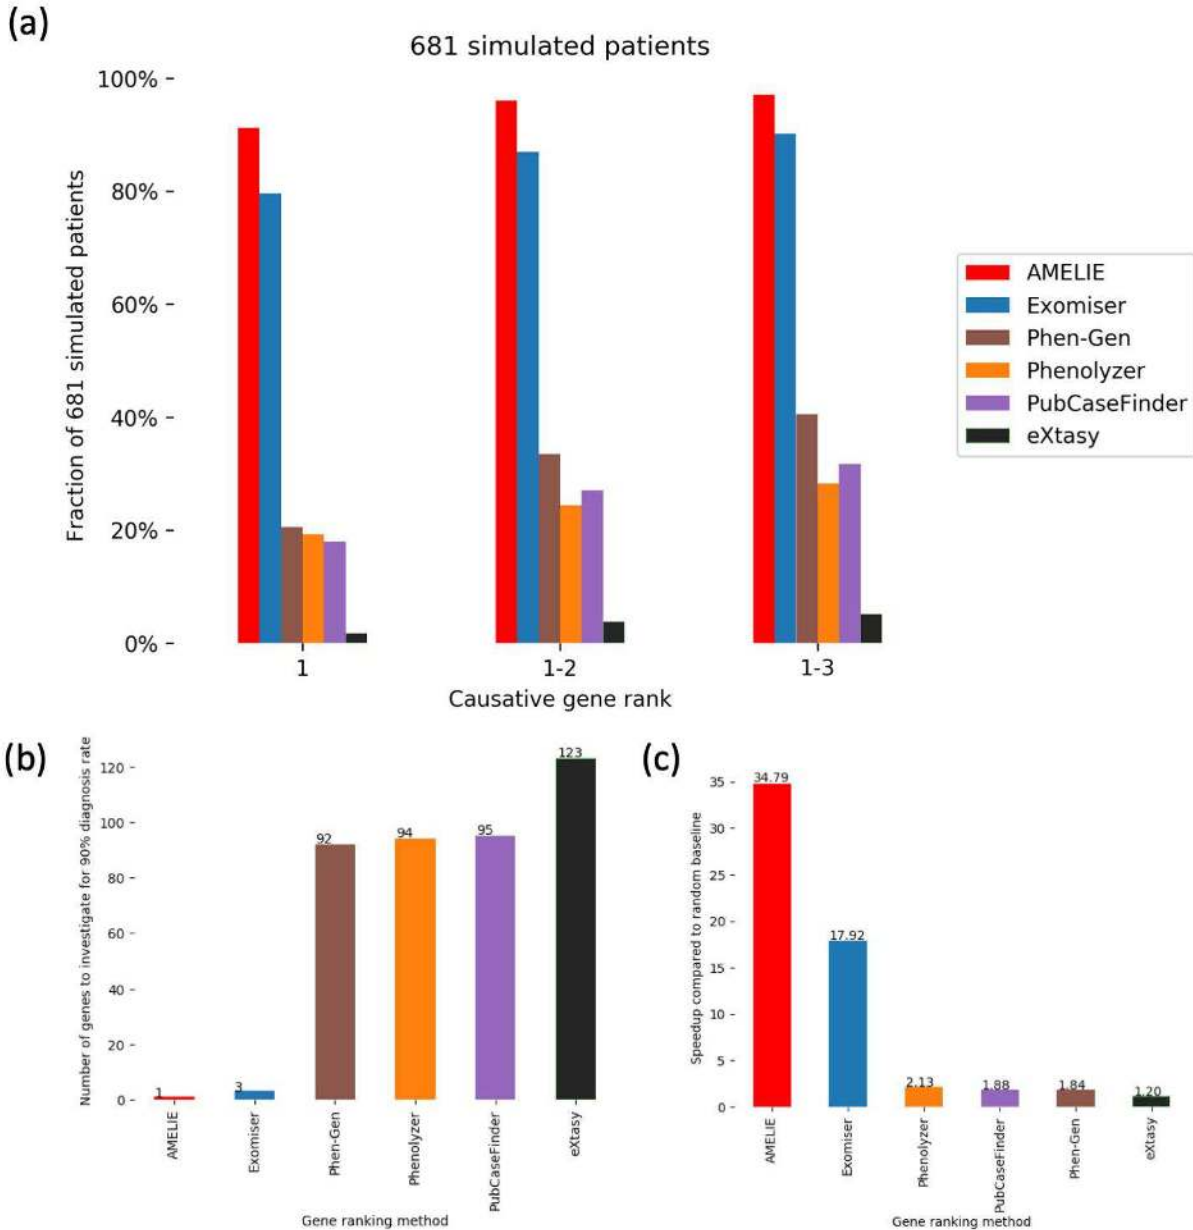 (a)
681 simulated patients
100%
80%
60%
40%
20%
0%
Fraction of 681 simulated patients
1
1-2
1-3
Causative gene rank
AMELIE
Exomiser
Phen-Gen
Phenolyzer
PubCaseFinder
eXtasy
(b)
Number of genes to investigate for 90% diagnosis rate
120
100
80
60
40
20
0
1
3
92
94
95
123
AMELIE
Exomiser
Phen-Gen
Phenolyzer
PubCaseFinder
eXtasy
Gene ranking method
(c)
Speedup compared to random baseline
35
30
25
20
15
10
5
0
34.79
17.92
2.13
1.88
1.84
1.20
AMELIE
Exomiser
Phenolyzer
PubCaseFinder
Phen-Gen
eXtasy
Gene ranking method